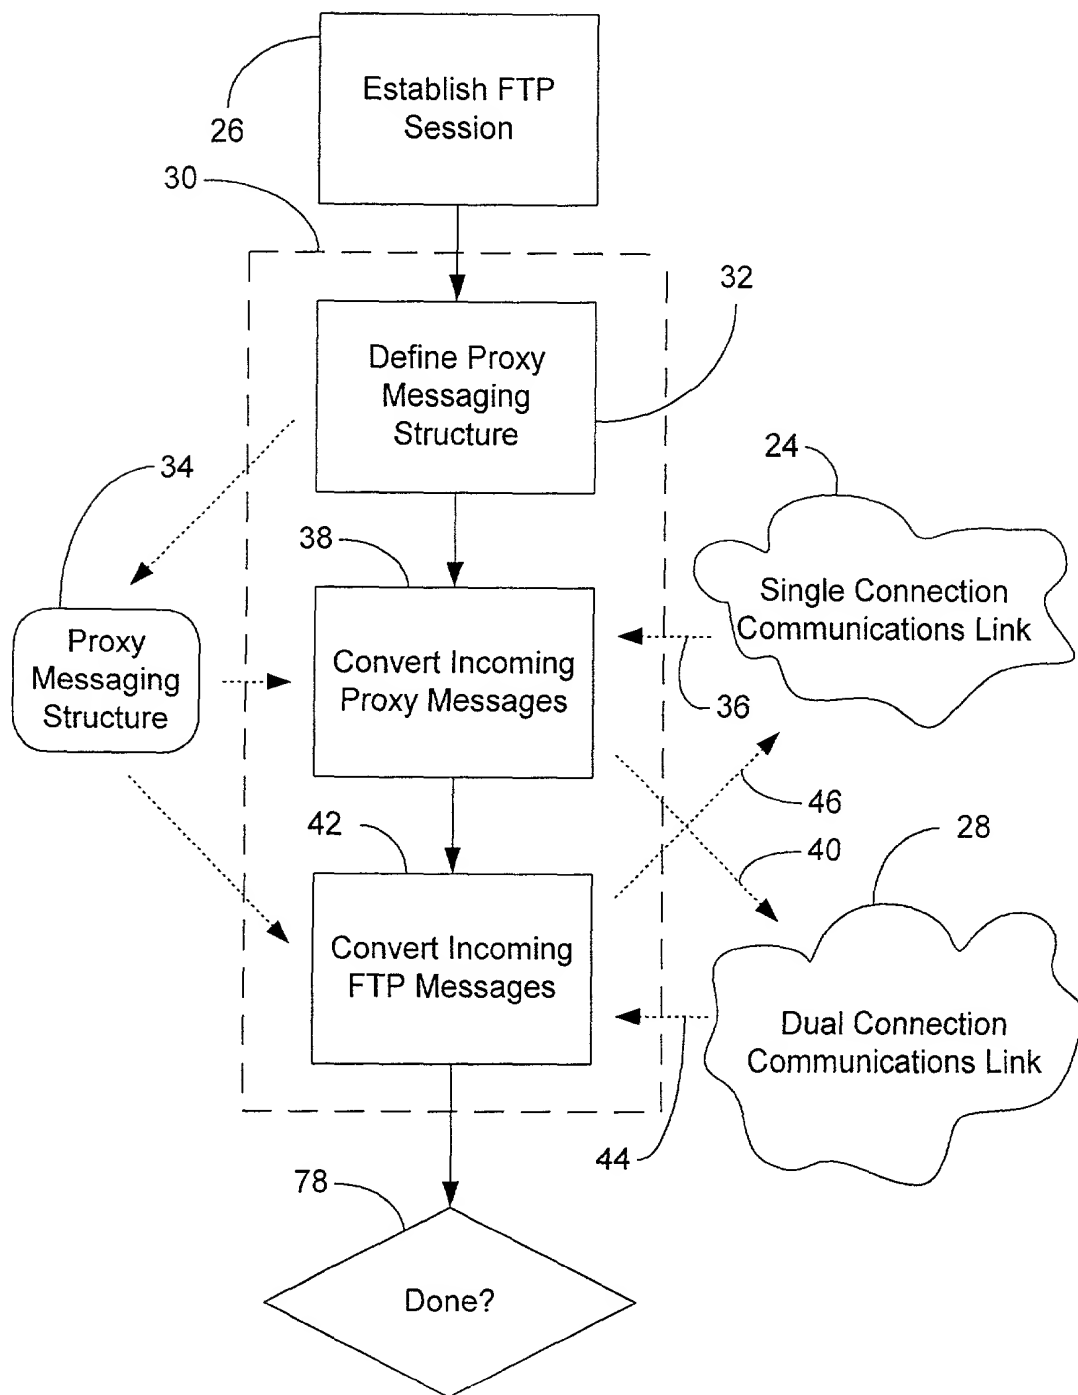 Establish FTP
Session
26
30
32
Define Proxy
Messaging
Structure
34
24
38
Single Connection
Communications Link
Proxy
Messaging
Structure
Convert Incoming
Proxy Messages
36
46
42
40
28
Convert Incoming
FTP Messages
Dual Connection
Communications Link
44
78
Done?